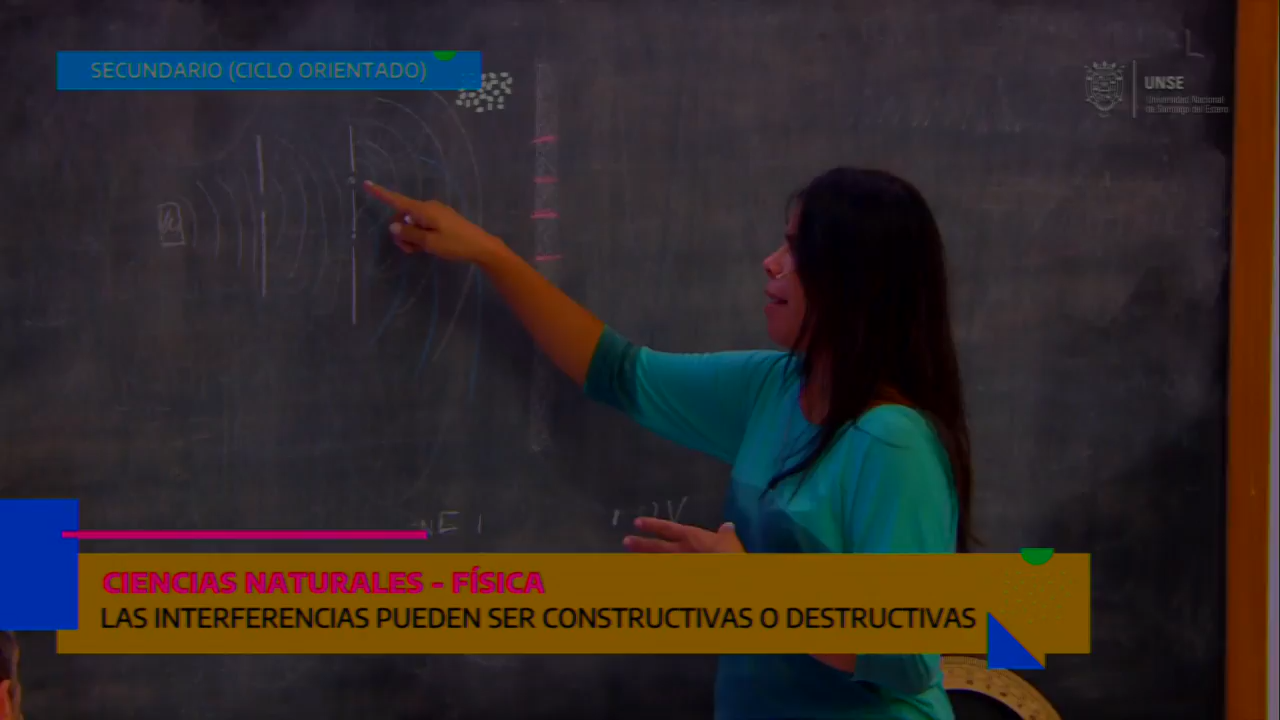 SECUNDARIO (CICLO ORIENTADO)
UNSE
Universidad Nacional
de Santiago del Estero
CIENCIAS NATURALES - FÍSICA
LAS INTERFERENCIAS PUEDEN SER CONSTRUCTIVAS O DESTRUCTIVAS